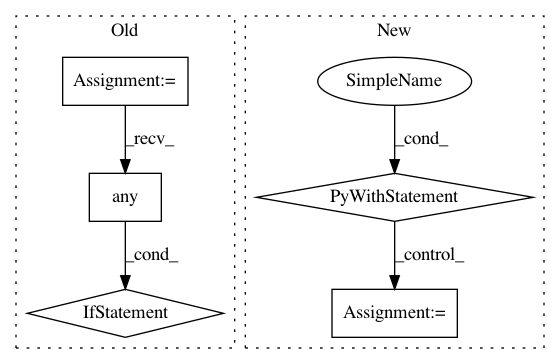 Old
New
Assignment:=
SimpleName
_recv_
_cond_
any
PyWithStatement
_cond_
_control_
IfStatement
Assignment:=